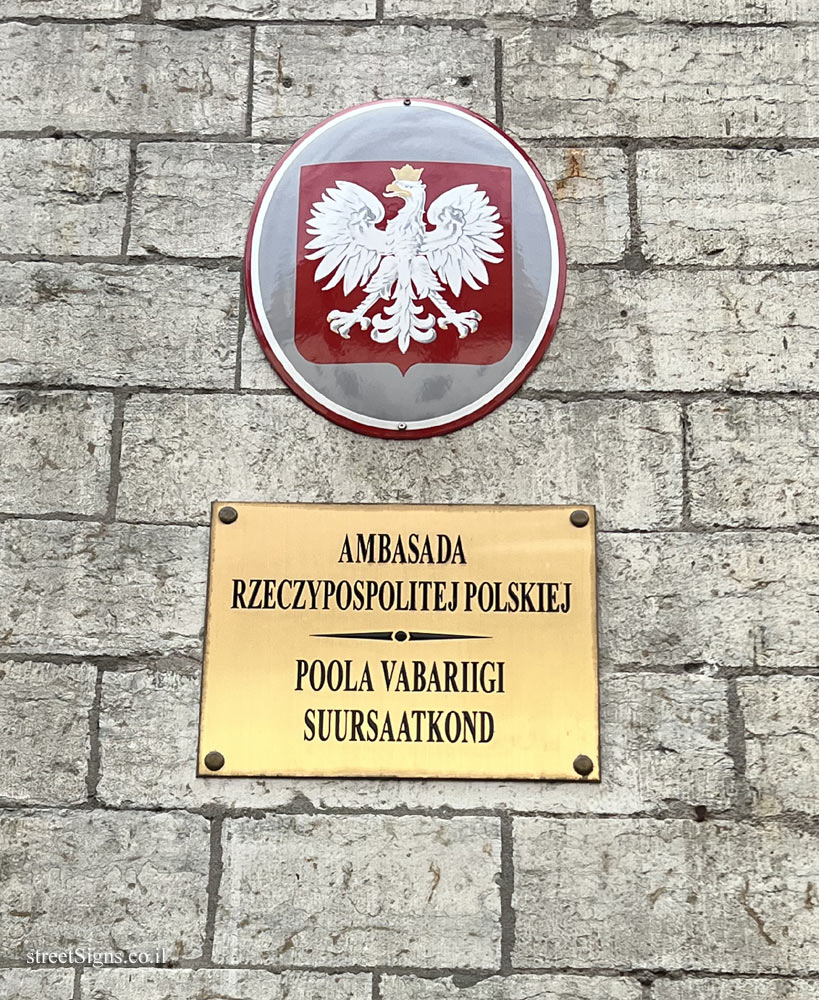 AMBASADA
RZECZYPOSPOLITEJ POLSKIEJ
POOLA VABARIIGI
SUURSAATKOND
streetSigns.co.il